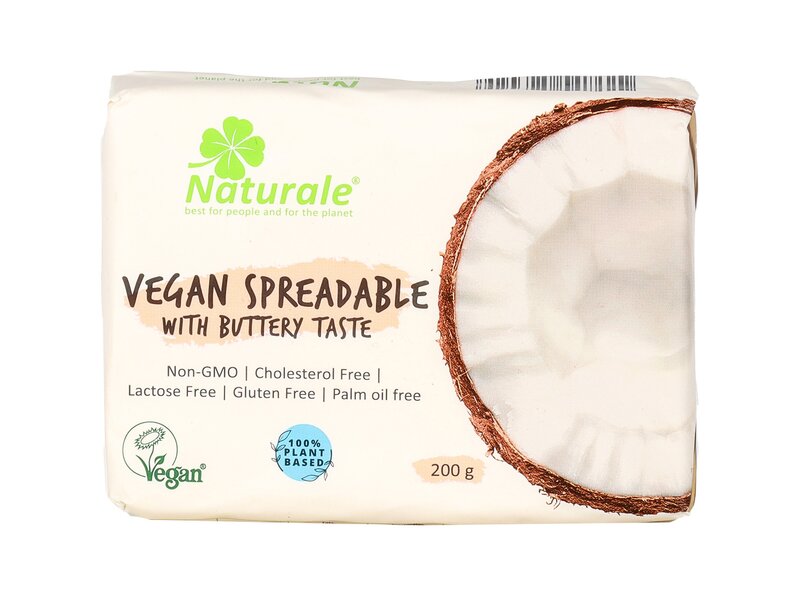 Naturale®
best for people and for the planet
VEGAN SPREADABLE
WITH BUTTERY TASTE
Non-GMO | Cholesterol Free |
Lactose Free | Gluten Free | Palm oil free
Vegan®
100%
PLANT
BASED
200 g